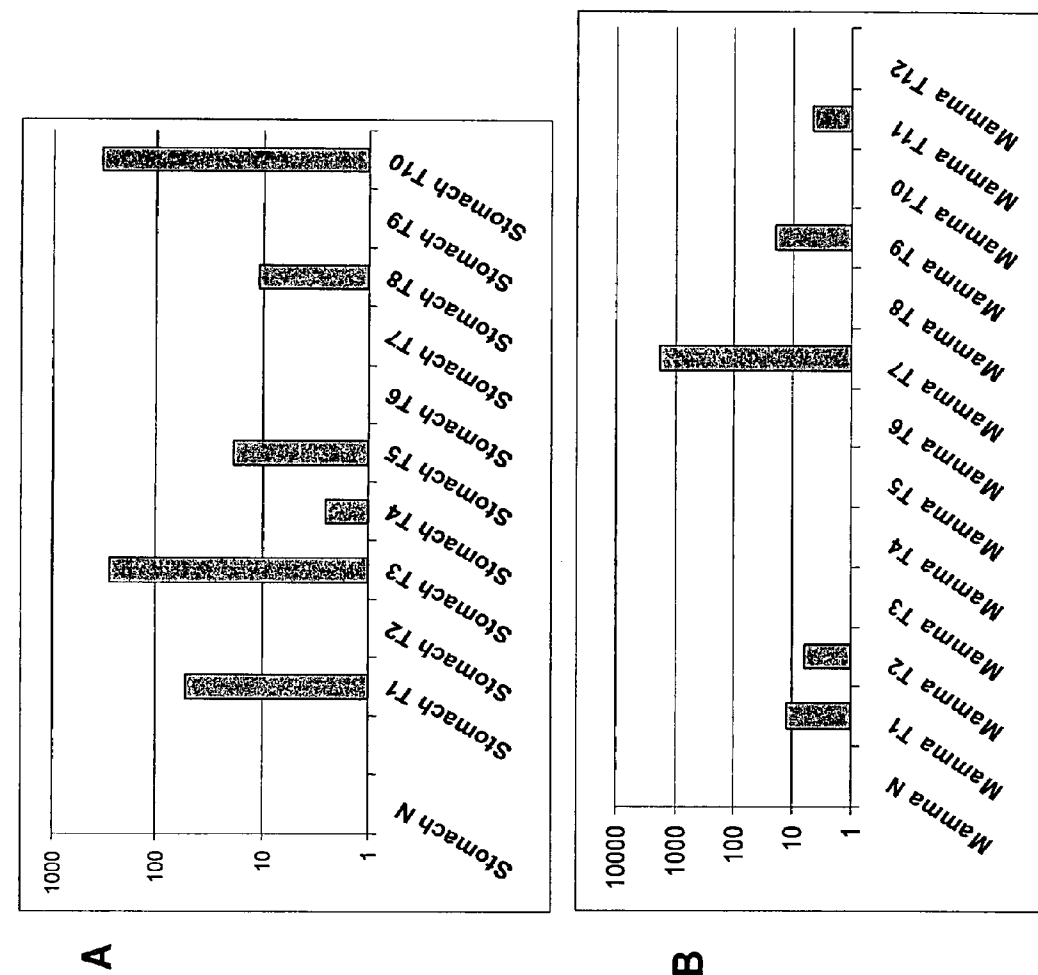 A
1000
100
10
1
Stomach N
Stomach T1
Stomach T2
Stomach T3
Stomach T4
Stomach T5
Stomach T6
Stomach T7
Stomach T8
Stomach T9
Stomach T10
B
10000
1000
100
10
1
Mamma N
Mamma T1
Mamma T2
Mamma T3
Mamma T4
Mamma T5
Mamma T6
Mamma T7
Mamma T8
Mamma T9
Mamma T10
Mamma T11
Mamma T12